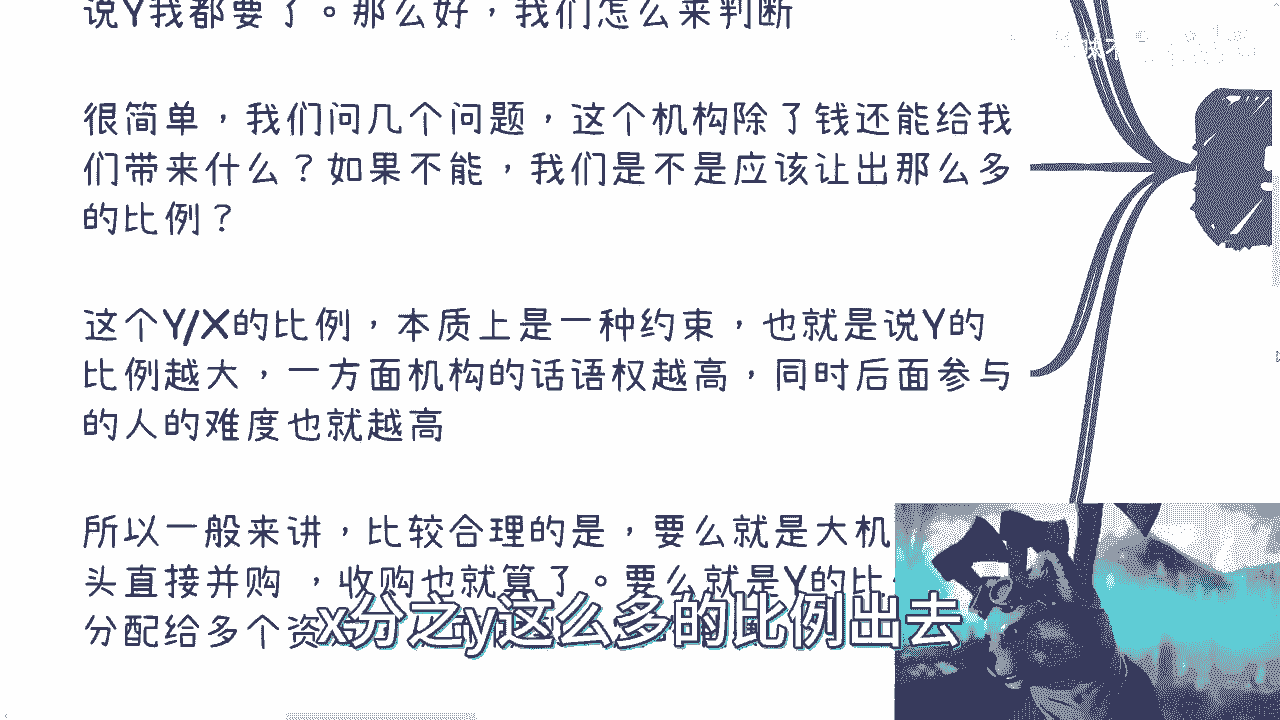 说Y我都要了。那么好，我们怎么来判断
很简单，我们问几个问题，这个机构除了钱还能给我
们带来什么？如果不能，我们是不是应该让出那么多
的比例？
这个Y/X的比例，本质上是一种约束，也就是说Y的
比例越大，一方面机构的话语权越高，同时后面参与
的人的难度也就越高
所以一般来讲，比较合理的是，要么就是大机
头直接并购 ，收购也就算了。要么就是Y的比
分配给多个资
x分之y这么多的比例出去